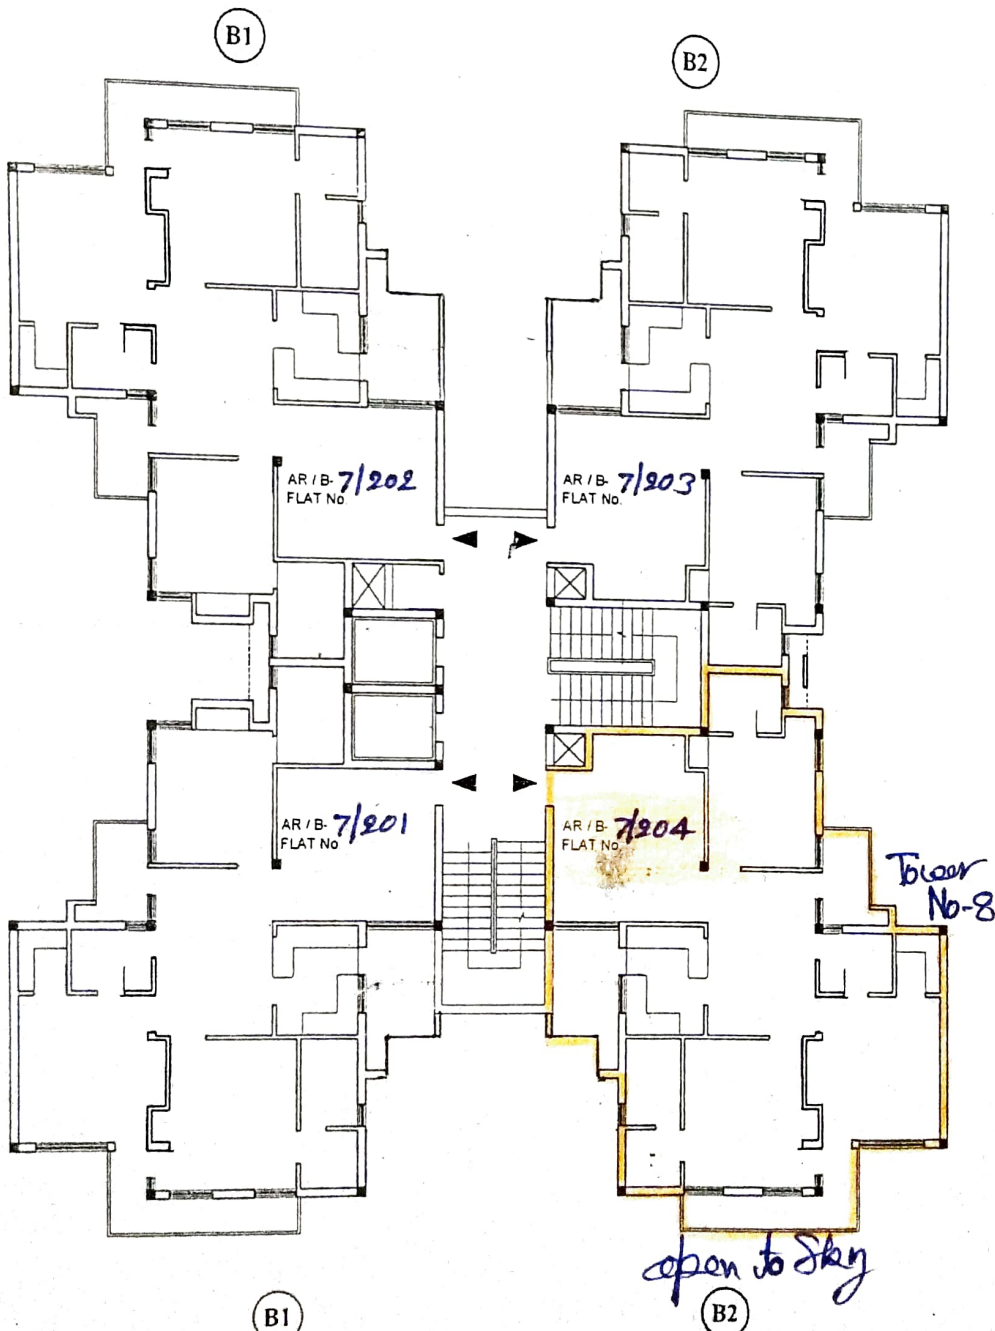 B1
B2
AR / B- 7/202
FLAT No.
AR / B- 7/203
FLAT No.
AR / B- 7/201
FLAT No
AR / B- 7/204
FLAT No.
Tower
No-8
open to Sky
B1
B2